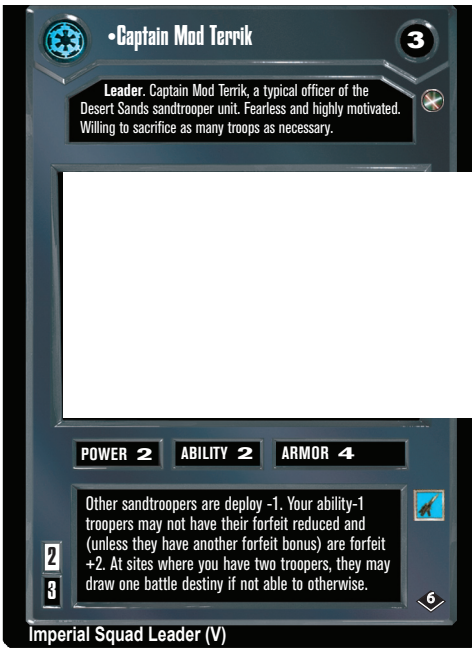 •Captain Mod Terrik
3
Leader. Captain Mod Terrik, a typical officer of the
Desert Sands sandtrooper unit. Fearless and highly motivated.
Willing to sacrifice as many troops as necessary.
POWER 2 ABILITY 2 ARMOR 4
Other sandtroopers are deploy -1. Your ability-1
troopers may not have their forfeit reduced and
(unless they have another forfeit bonus) are forfeit
+2. At sites where you have two troopers, they may
draw one battle destiny if not able to otherwise.
2
3
6
Imperial Squad Leader (V)